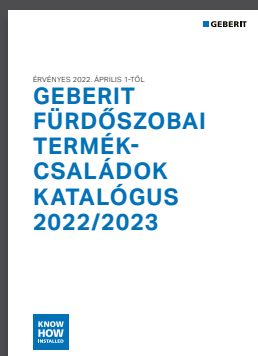 GEBERIT
ÉRVÉNYES 2022. ÁPRILIS 1-TŐL
GEBERIT
FÜRDŐSZOBAI
TERMÉK-
CSALÁDOK
KATALÓGUS
2022/2023
KNOW
HOW
INSTALLED